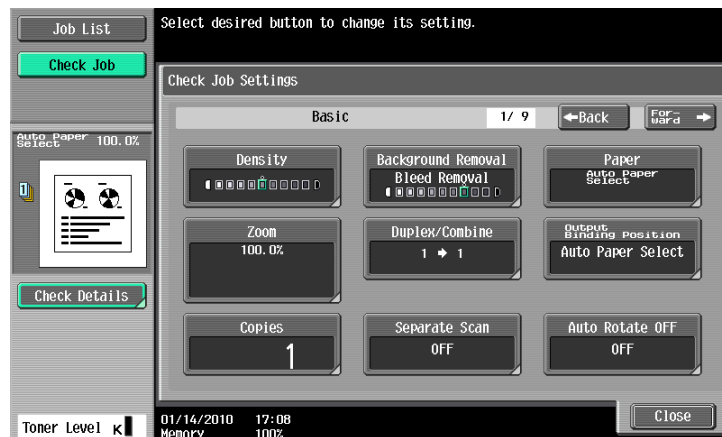 Job List
Select desired button to change its setting.
Check Job
Check Job Settings
Basic
1/ 9
←Back
For-
ward →
Auto Paper
Select
100.0%
Density
Background Removal
Bleed Removal
Paper
Auto Paper
Select
Zoom
100.0%
Duplex/Combine
1 → 1
Output
Binding Position
Auto Paper Select
Check Details
Copies
1
Separate Scan
OFF
Auto Rotate OFF
OFF
Close
Toner Level K
01/14/2010 17:08
Memory 100%